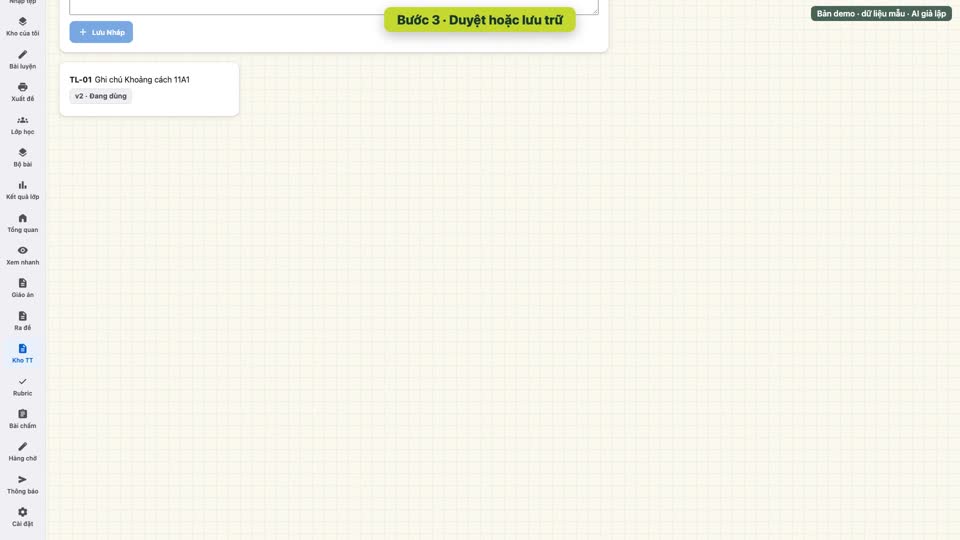 Nhập tệp
Kho của tôi
Bài luyện
Xuất đề
Lớp học
Bộ bài
Kết quả lớp
Tổng quan
Xem nhanh
Giáo án
Ra đề
Kho TT
Rubric
Bài chấm
Hàng chờ
Thông báo
Cài đặt
Bước 3 · Duyệt hoặc lưu trữ
Bản demo · dữ liệu mẫu · AI giả lập
+ Lưu Nháp
TL-01 Ghi chú Khoảng cách 11A1
v2 · Đang dùng